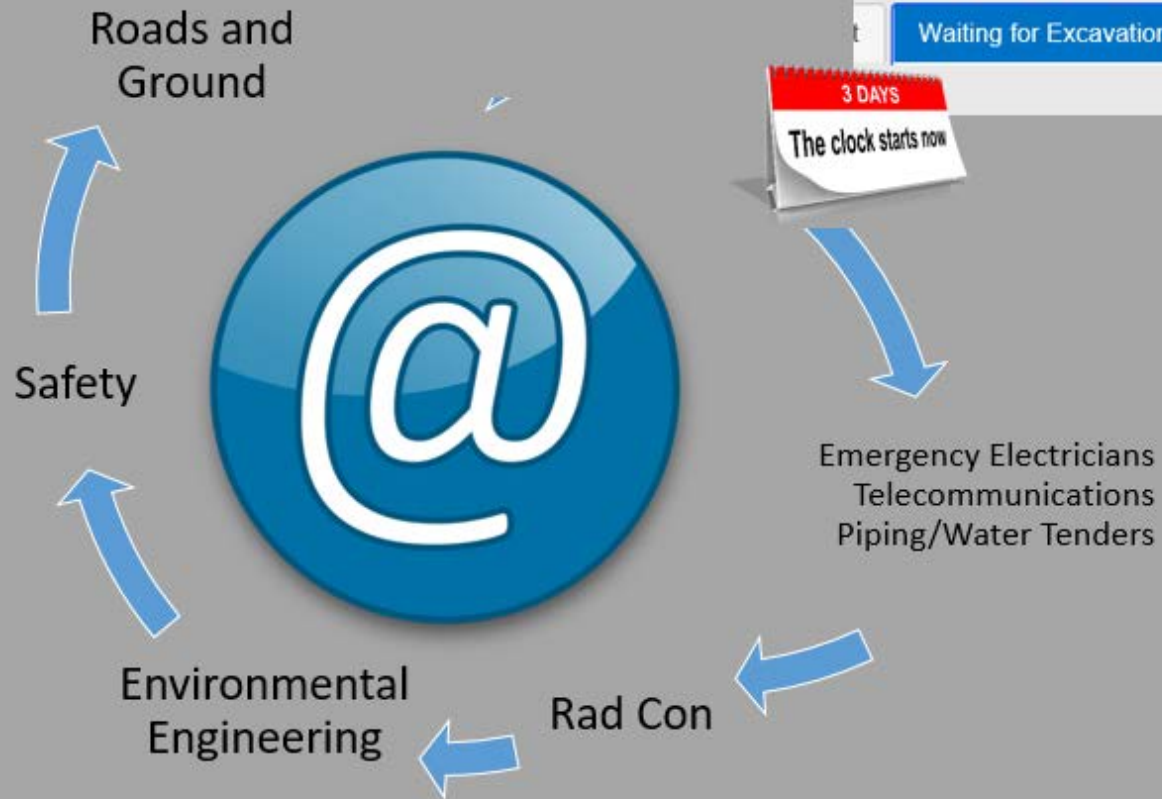 Roads and
Ground
t
Waiting for Excavation
3 DAYS
The clock starts now
@
Safety
Emergency Electricians
Telecommunications
Piping/Water Tenders
Environmental
Engineering
Rad Con